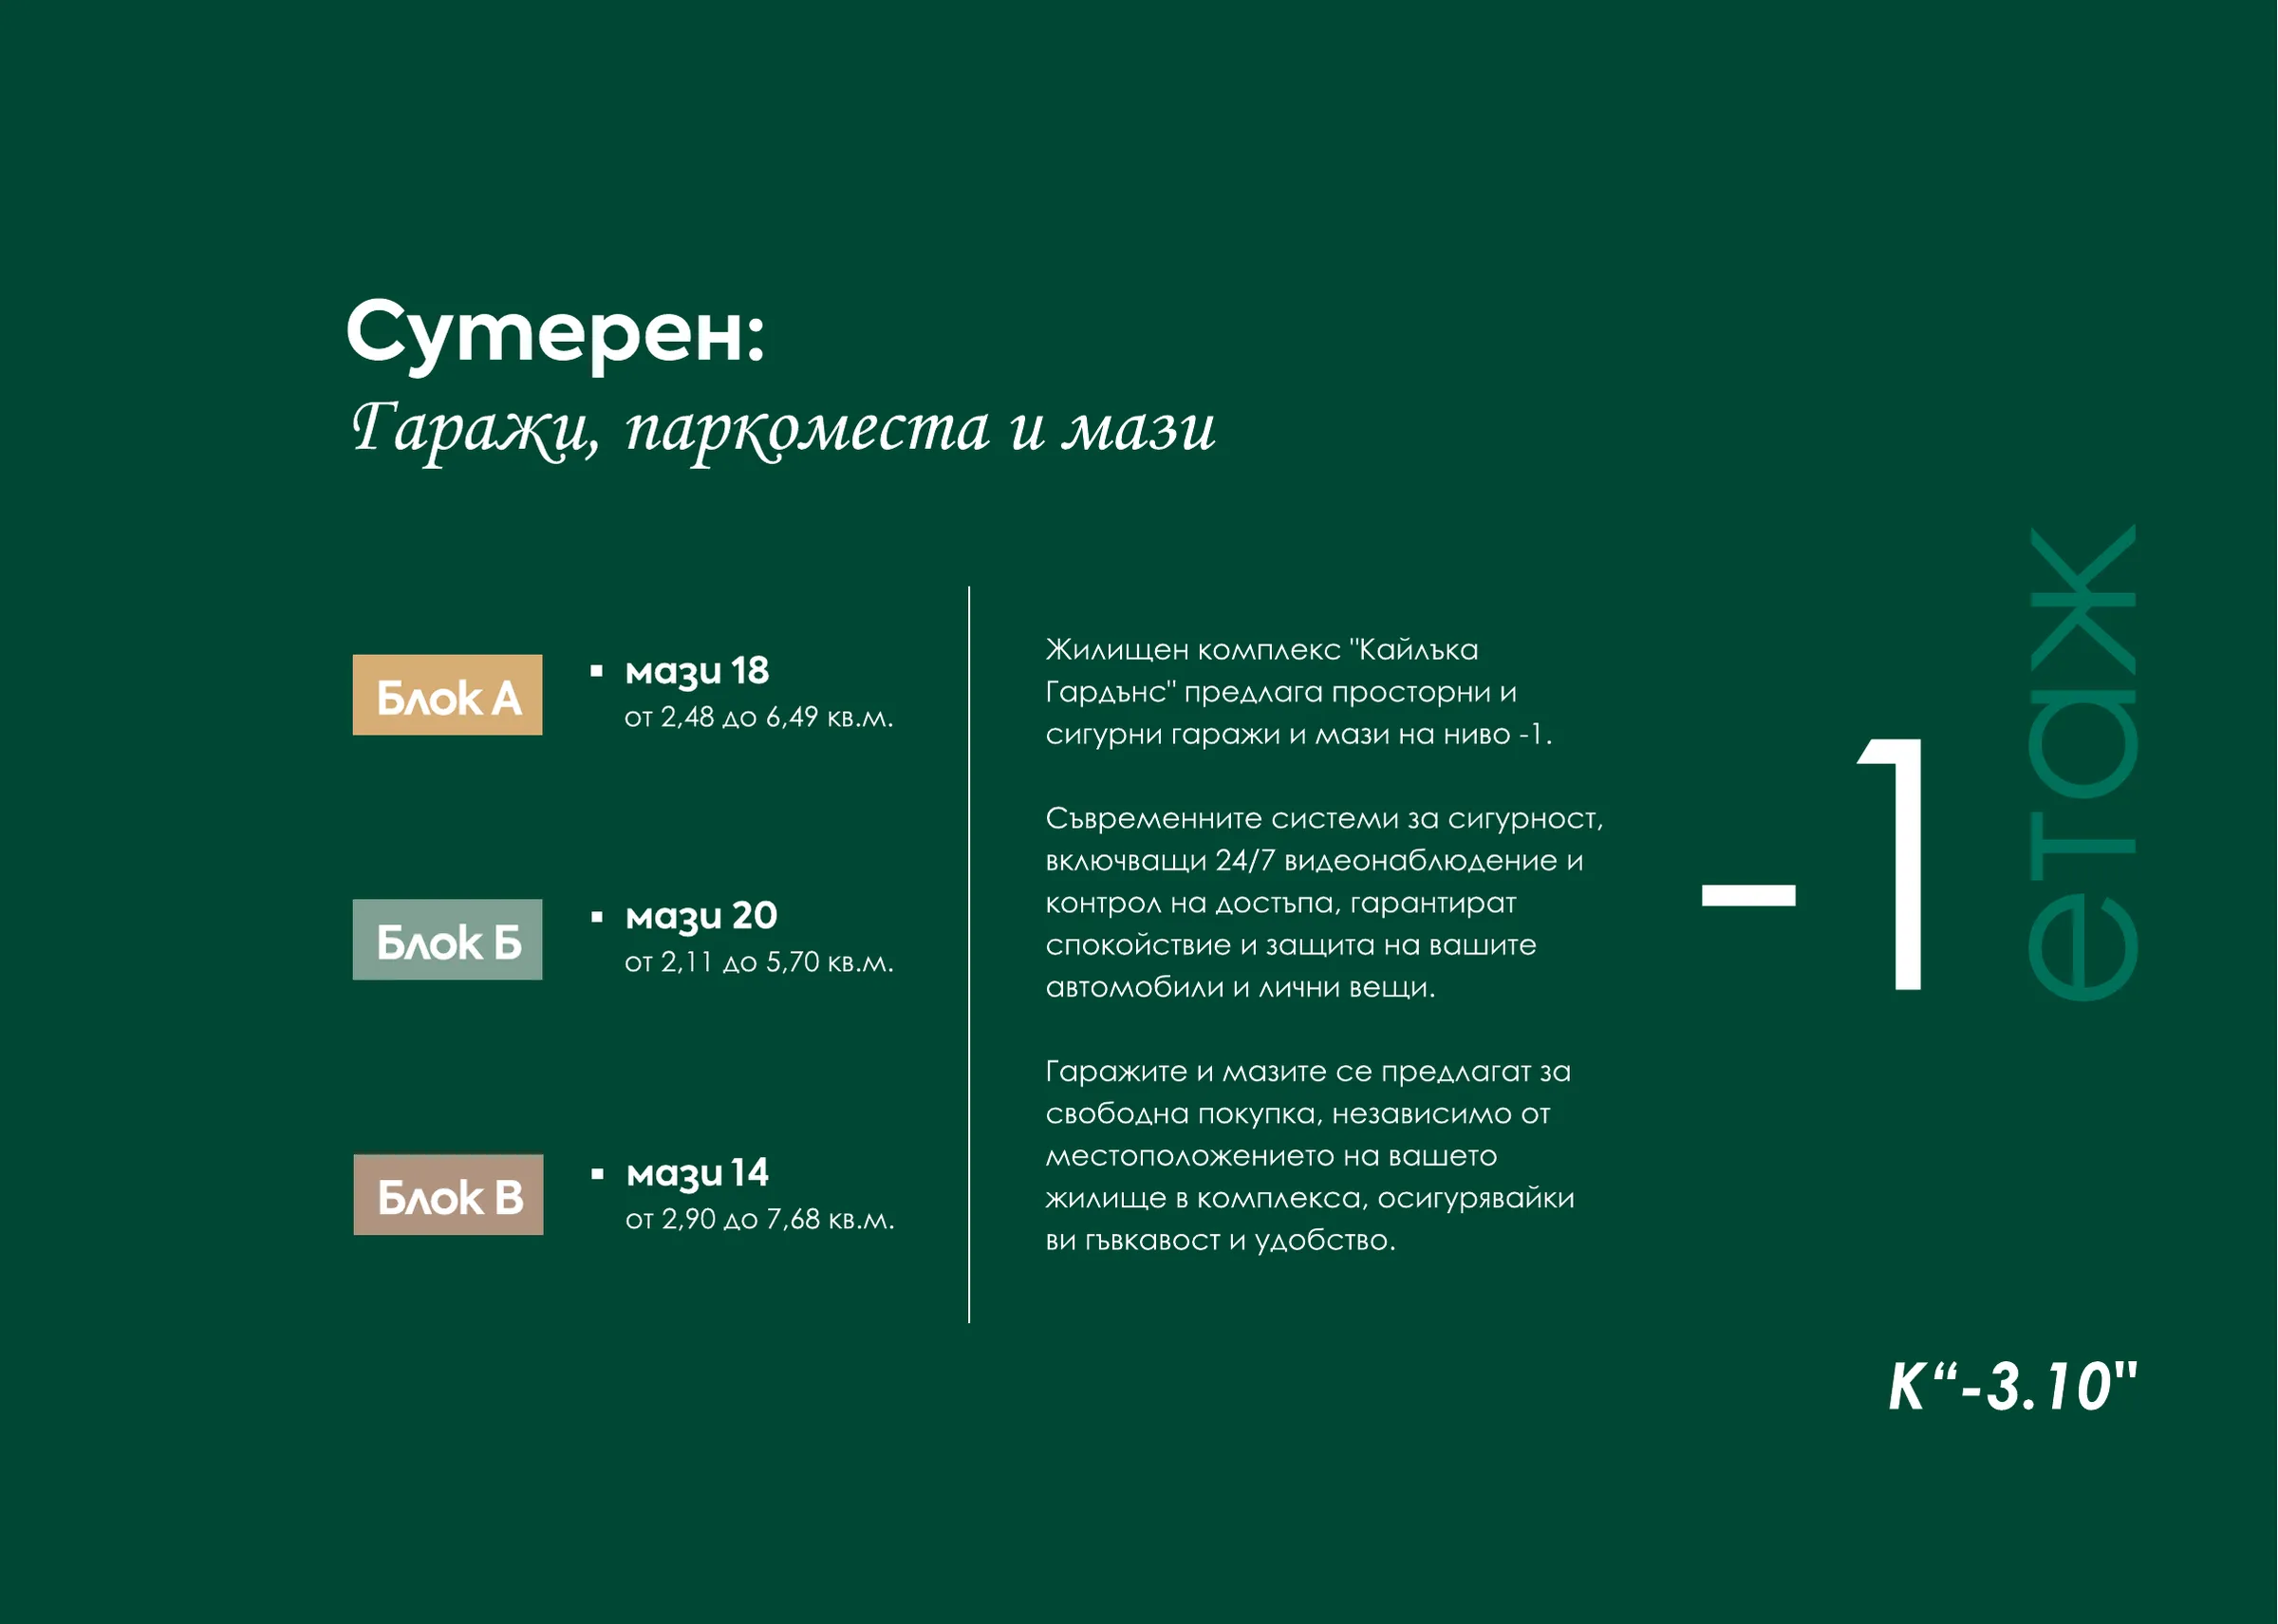 Сутерен:
Гаражи, паркоместа и мази
Блок А
▪ мази 18
от 2,48 до 6,49 кв.м.
Блок Б
▪ мази 20
от 2,11 до 5,70 кв.м.
Блок В
▪ мази 14
от 2,90 до 7,68 кв.м.
Жилищен комплекс "Кайлъка
Гардънс" предлага просторни и
сигурни гаражи и мази на ниво -1.
Съвременните системи за сигурност,
включващи 24/7 видеонаблюдение и
контрол на достъпа, гарантират
спокойствие и защита на вашите
автомобили и лични вещи.
Гаражите и мазите се предлагат за
свободна покупка, независимо от
местоположението на вашето
жилище в комплекса, осигурявайки
ви гъвкавост и удобство.
-1
етаж
К“-3.10"